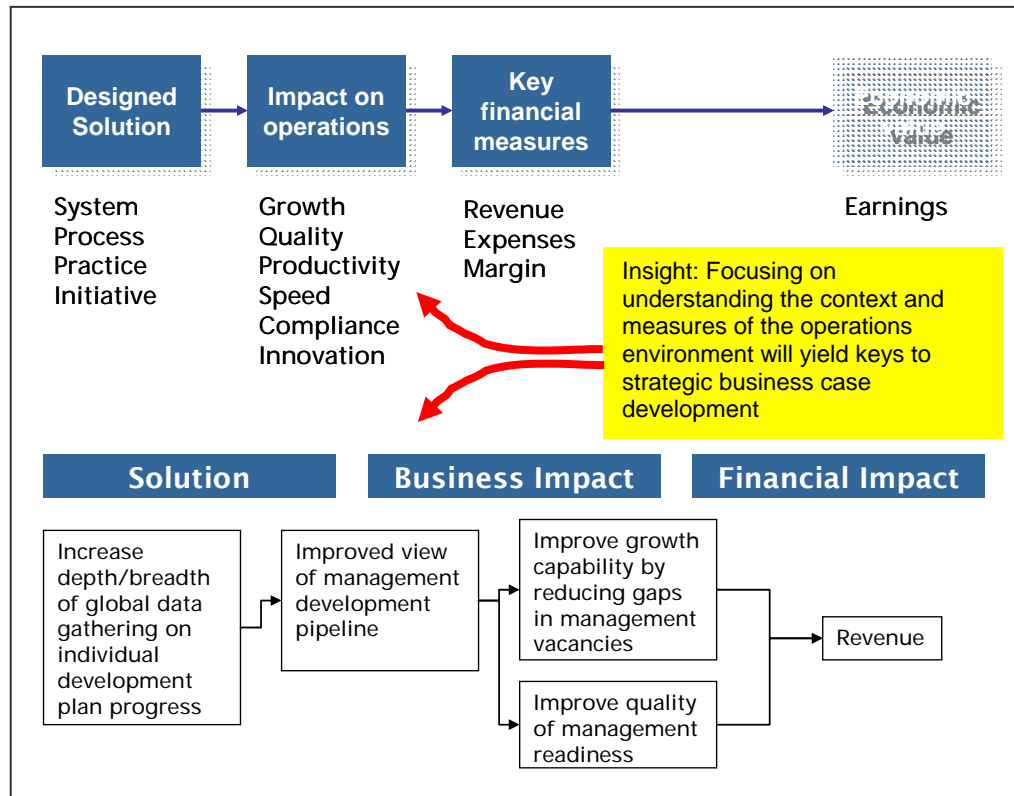 Designed
Solution
Impact on
operations
Key
financial
measures
Economic
value
System
Process
Practice
Initiative
Growth
Quality
Productivity
Speed
Compliance
Innovation
Revenue
Expenses
Margin
Earnings
Insight: Focusing on
understanding the context and
measures of the operations
environment will yield keys to
strategic business case
development
Solution
Business Impact
Financial Impact
Increase
depth/breadth
of global data
gathering on
individual
development
plan progress
Improved view
of management
development
pipeline
Improve growth
capability by
reducing gaps
in management
vacancies
Improve quality
of management
readiness
Revenue